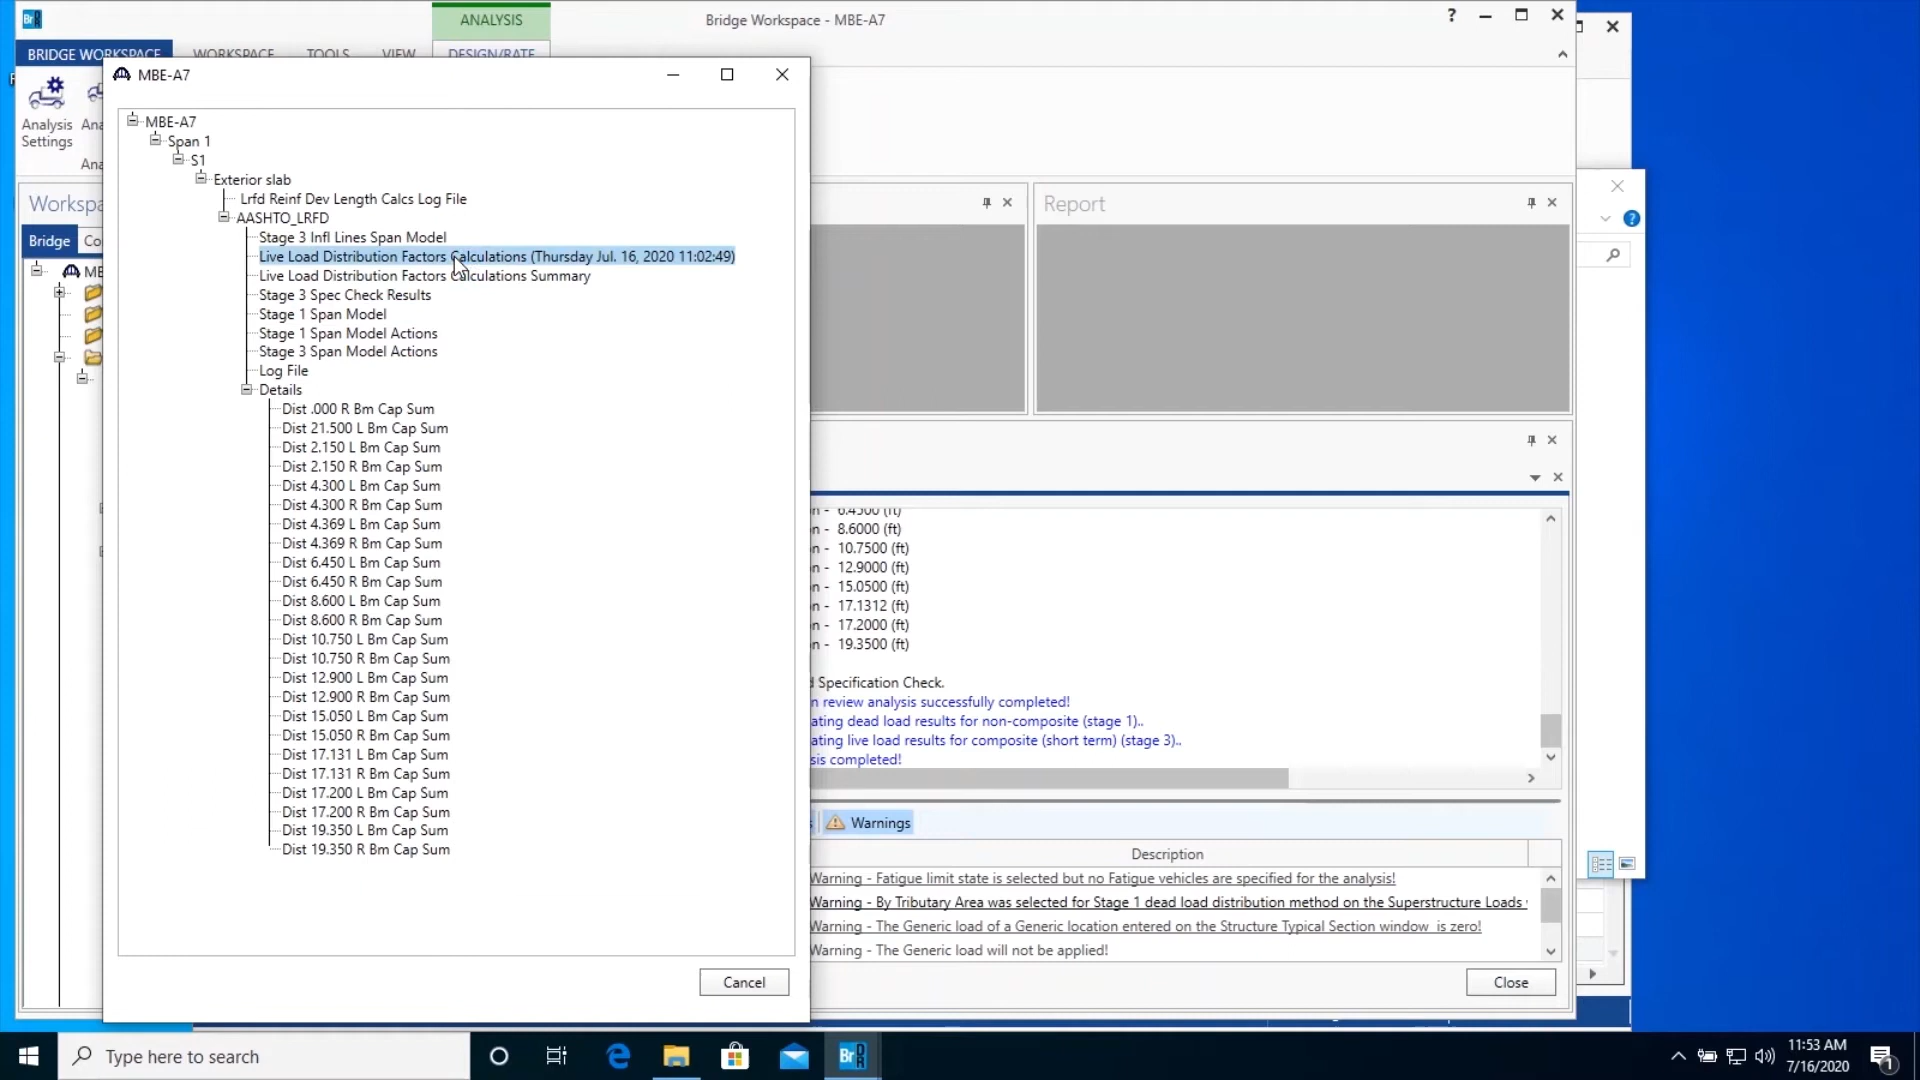 Br
ANALYSIS
Bridge Workspace - MBE-A7
BRIDGE WORKSPACE
WORKSPACE
TOOLS
VIEW
DESIGN/RATE
MBE-A7
Analysis
Settings
MBE-A7
Span 1
S1
Exterior slab
Lrfd Reinf Dev Length Calcs Log File
AASHTO_LRFD
Stage 3 Infl Lines Span Model
Live Load Distribution Factors Calculations (Thursday Jul. 16, 2020 11:02:49)
Live Load Distribution Factors Calculations Summary
Stage 3 Spec Check Results
Stage 1 Span Model
Stage 1 Span Model Actions
Stage 3 Span Model Actions
Log File
Details
Dist .000 R Bm Cap Sum
Dist 21.500 L Bm Cap Sum
Dist 2.150 L Bm Cap Sum
Dist 2.150 R Bm Cap Sum
Dist 4.300 L Bm Cap Sum
Dist 4.300 R Bm Cap Sum
Dist 4.369 L Bm Cap Sum
Dist 4.369 R Bm Cap Sum
Dist 6.450 L Bm Cap Sum
Dist 6.450 R Bm Cap Sum
Dist 8.600 L Bm Cap Sum
Dist 8.600 R Bm Cap Sum
Dist 10.750 L Bm Cap Sum
Dist 10.750 R Bm Cap Sum
Dist 12.900 L Bm Cap Sum
Dist 12.900 R Bm Cap Sum
Dist 15.050 L Bm Cap Sum
Dist 15.050 R Bm Cap Sum
Dist 17.131 L Bm Cap Sum
Dist 17.131 R Bm Cap Sum
Dist 17.200 L Bm Cap Sum
Dist 17.200 R Bm Cap Sum
Dist 19.350 L Bm Cap Sum
Dist 19.350 R Bm Cap Sum
Cancel
Ana
Ana
Workspa
Bridge
Co
MB
Report
n - 6.4500 (ft)
n - 8.6000 (ft)
n - 10.7500 (ft)
n - 12.9000 (ft)
n - 15.0500 (ft)
n - 17.1312 (ft)
n - 17.2000 (ft)
n - 19.3500 (ft)
d Specification Check.
n review analysis successfully completed!
ating dead load results for non-composite (stage 1)..
ating live load results for composite (short term) (stage 3)..
sis completed!
s
Warnings
Description
Warning - Fatigue limit state is selected but no Fatigue vehicles are specified for the analysis!
Warning - By Tributary Area was selected for Stage 1 dead load distribution method on the Superstructure Loads
Warning - The Generic load of a Generic location entered on the Structure Typical Section window is zero!
Warning - The Generic load will not be applied!
Close
Type here to search
Br DR
11:53 AM
7/16/2020
1